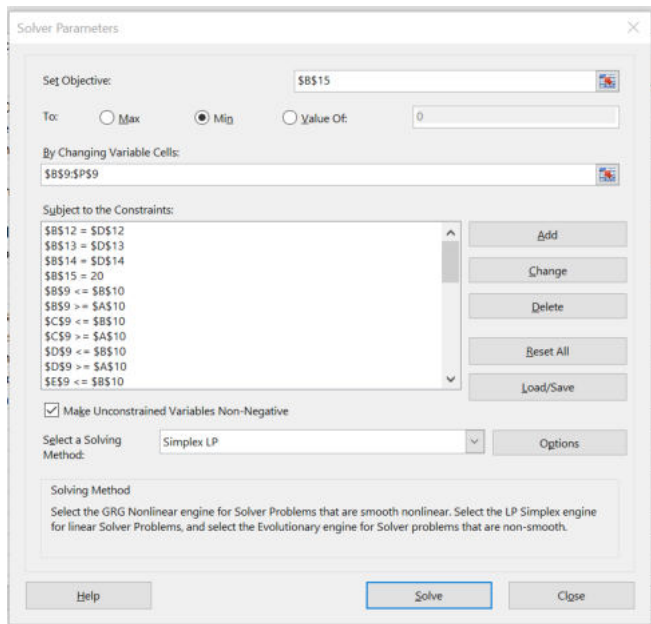 Solver Parameters
Set Objective:
$B$15
To:
Max
Min
Value Of:
0
By Changing Variable Cells:
$B$9:$P$9
Subject to the Constraints:
$B$12 = $D$12
$B$13 = $D$13
$B$14 = $D$14
$B$15 = 20
$B$9 <= $B$10
$B$9 >= $A$10
$C$9 <= $B$10
$C$9 >= $A$10
$D$9 <= $B$10
$D$9 >= $A$10
$E$9 <= $B$10
Add
Change
Delete
Reset All
Load/Save
Make Unconstrained Variables Non-Negative
Select a Solving
Method:
Simplex LP
Options
Solving Method
Select the GRG Nonlinear engine for Solver Problems that are smooth nonlinear. Select the LP Simplex engine
for linear Solver Problems, and select the Evolutionary engine for Solver problems that are non-smooth.
Help
Solve
Close